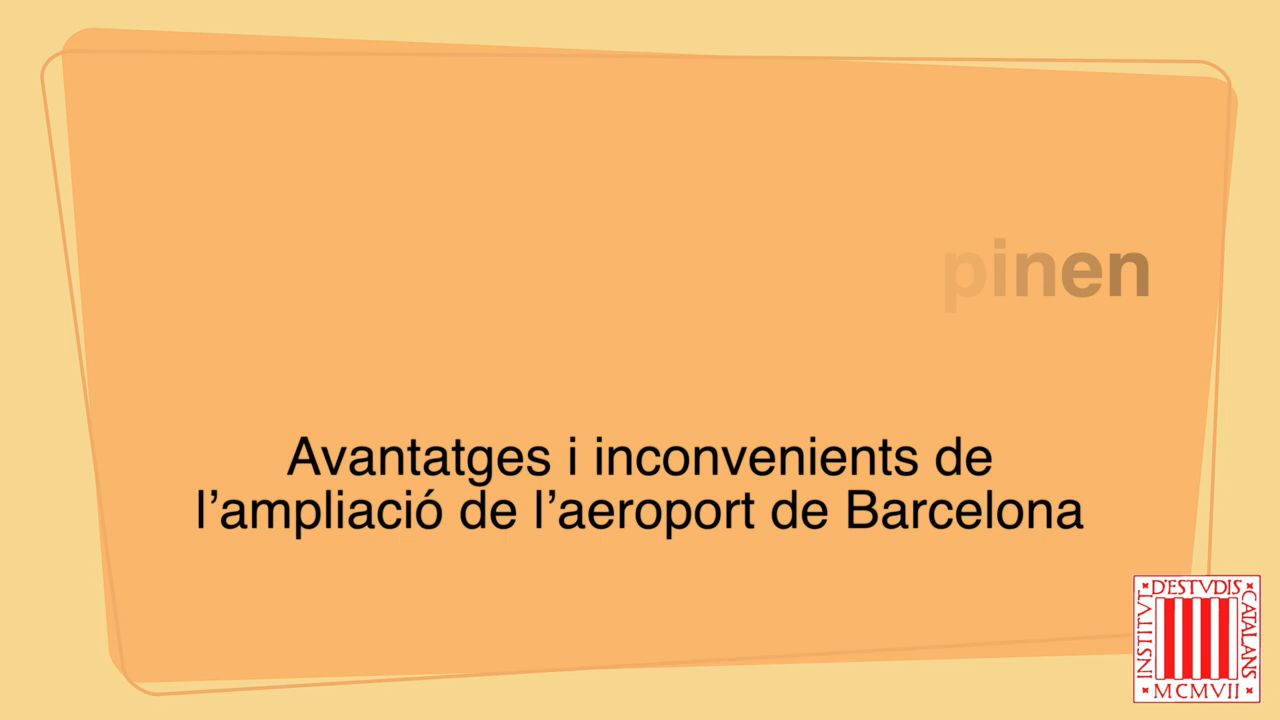 pinen
Avantatges i inconvenients de
l’ampliació de l’aeroport de Barcelona
INSTITVT
D'ESTVDIS
CATALANS
MCMVII